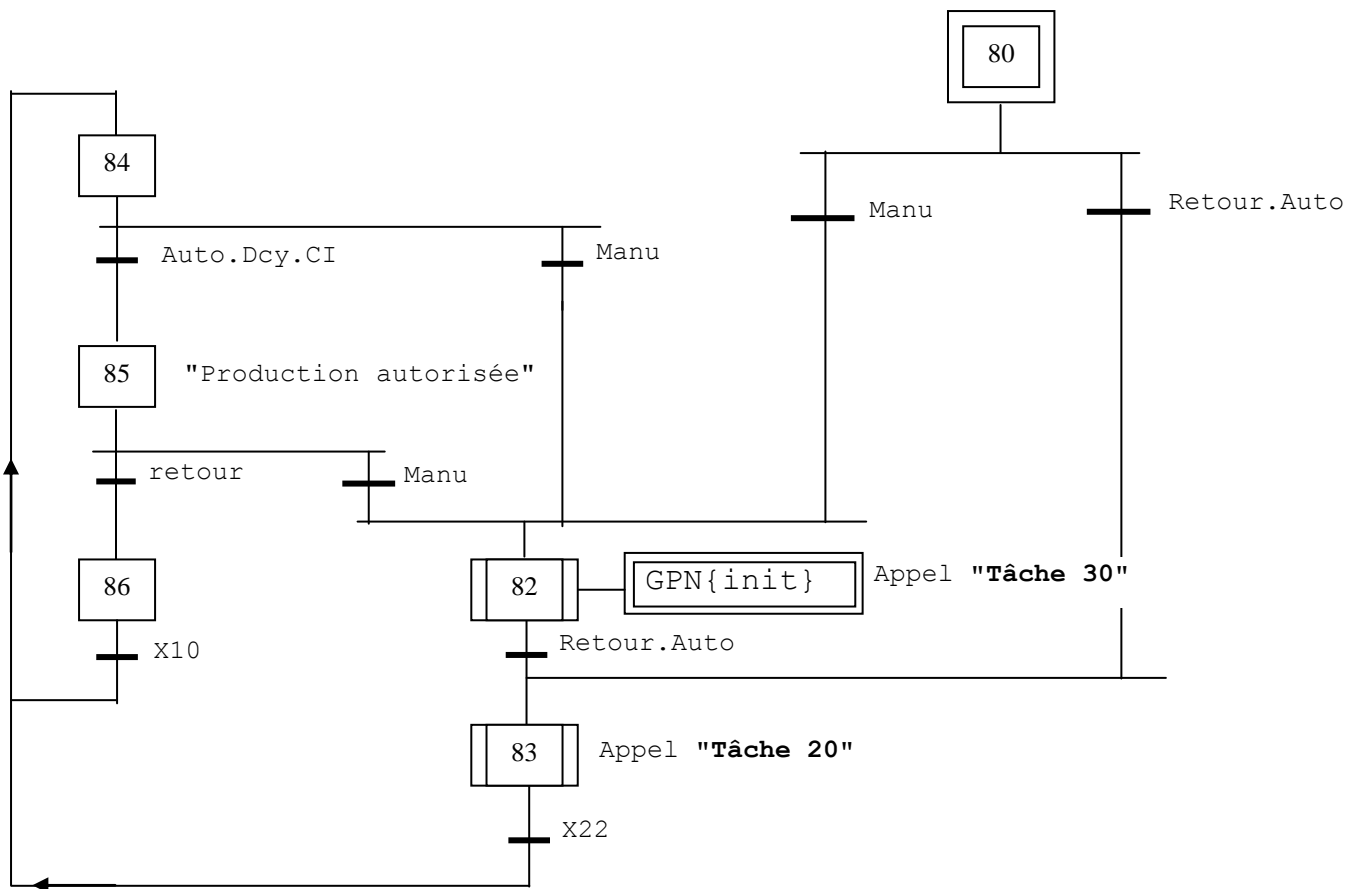 80
84
Manu
Retour.Auto
Auto.Dcy.CI
Manu
85
"Production autorisée"
retour
Manu
86
82
GPN{init}
Appel "Tâche 30"
X10
Retour.Auto
83
Appel "Tâche 20"
X22